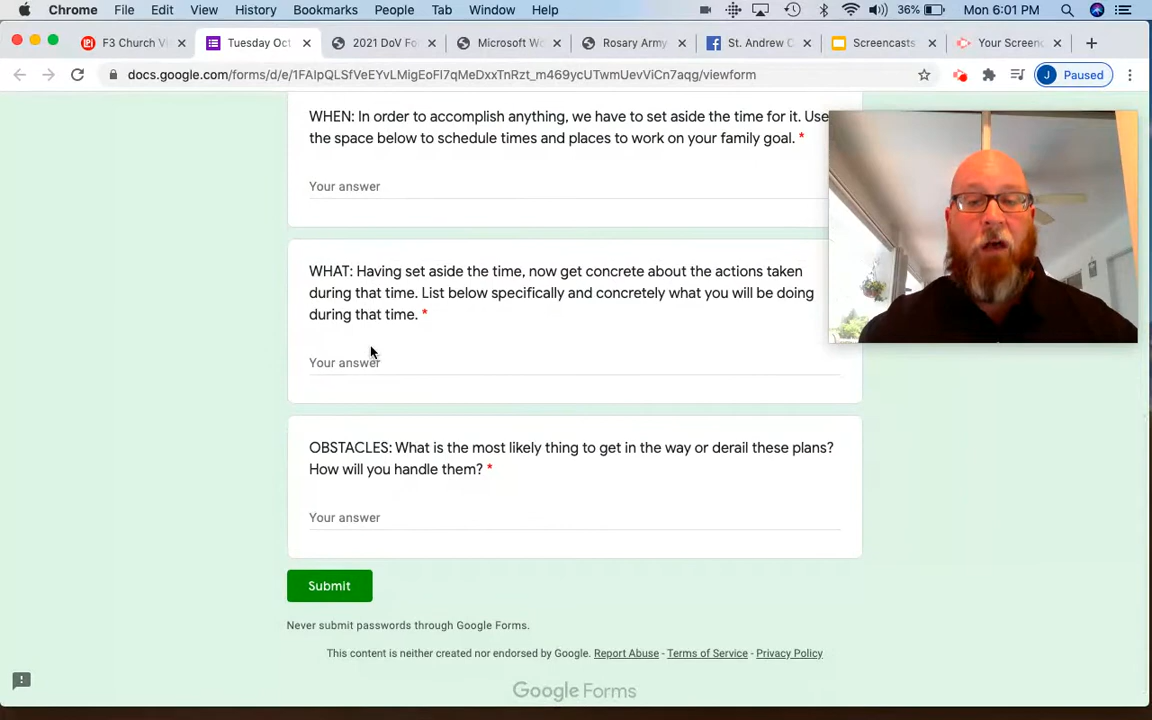 Chrome File Edit View History Bookmarks People Tab Window Help 36% Mon 6:01 PM
F3 Church Vi Tuesday Oct 2021 DoV Fo Microsoft Wo Rosary Army St. Andrew C Screencasts Your Screen
docs.google.com/forms/d/e/1FAIpQLSfVeEYvLMigEoFl7qMeDxxTnRzt_m469ycUTwmUevViCn7aqg/viewform J Paused
WHEN: In order to accomplish anything, we have to set aside the time for it. Use
the space below to schedule times and places to work on your family goal. *
Your answer
WHAT: Having set aside the time, now get concrete about the actions taken
during that time. List below specifically and concretely what you will be doing
during that time. *
Your answer
OBSTACLES: What is the most likely thing to get in the way or derail these plans?
How will you handle them? *
Your answer
Submit
Never submit passwords through Google Forms.
This content is neither created nor endorsed by Google. Report Abuse - Terms of Service - Privacy Policy
Google Forms